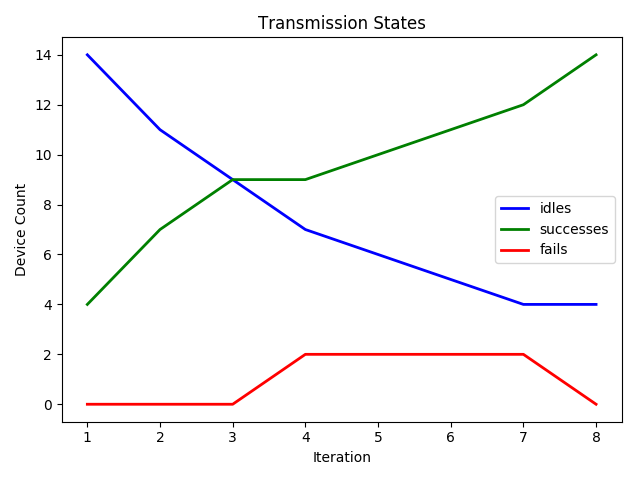 Transmission States
Device Count
14
12
10
8
6
4
2
0
idles
successes
fails
1 2 3 4 5 6 7 8
Iteration